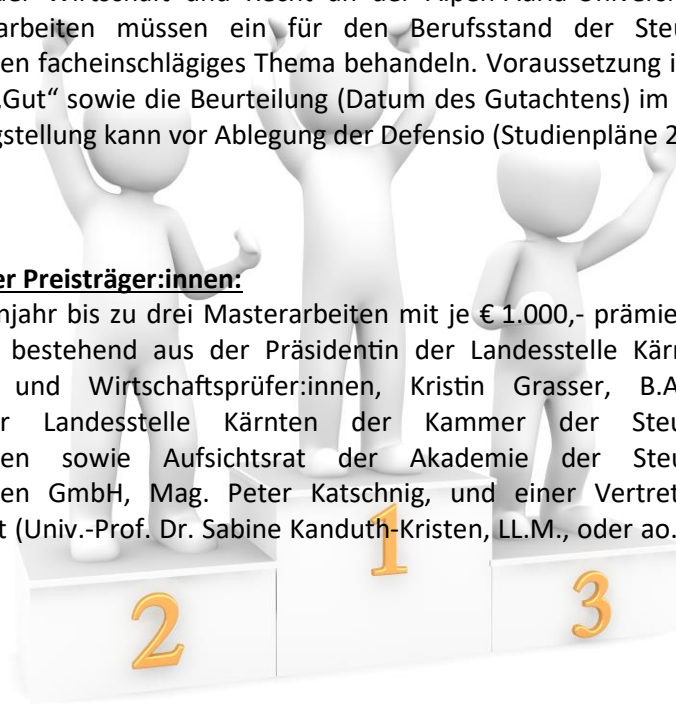 der Wirtschaft und Recht an der Alpen-Adria-Univers
arbeiten müssen ein für den Berufsstand der Steu
en facheinschlägiges Thema behandeln. Voraussetzung i
„Gut“ sowie die Beurteilung (Datum des Gutachtens) im
gstellung kann vor Ablegung der Defensio (Studienpläne 2
er Preisträger:innen:
njahr bis zu drei Masterarbeiten mit je € 1.000,- prämie
bestehend aus der Präsidentin der Landesstelle Kärn
und Wirtschaftsprüfer:innen, Kristin Grasser, B.A
r Landesstelle Kärnten der Kammer der Steu
en sowie Aufsichtsrat der Akademie der Steu
en GmbH, Mag. Peter Katschnig, und einer Vertret
t (Univ.-Prof. Dr. Sabine Kanduth-Kristen, LL.M., oder ao.
1
2
3